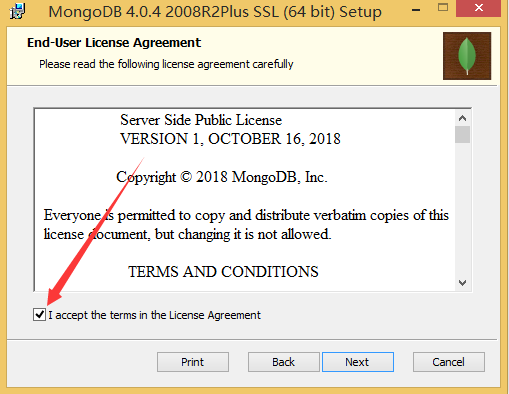 MongoDB 4.0.4 2008R2Plus SSL (64 bit) Setup
End-User License Agreement
Please read the following license agreement carefully
Server Side Public License
VERSION 1, OCTOBER 16, 2018
Copyright © 2018 MongoDB, Inc.
Everyone is permitted to copy and distribute verbatim copies of this
license document, but changing it is not allowed.
TERMS AND CONDITIONS
I accept the terms in the License Agreement
Print Back Next Cancel